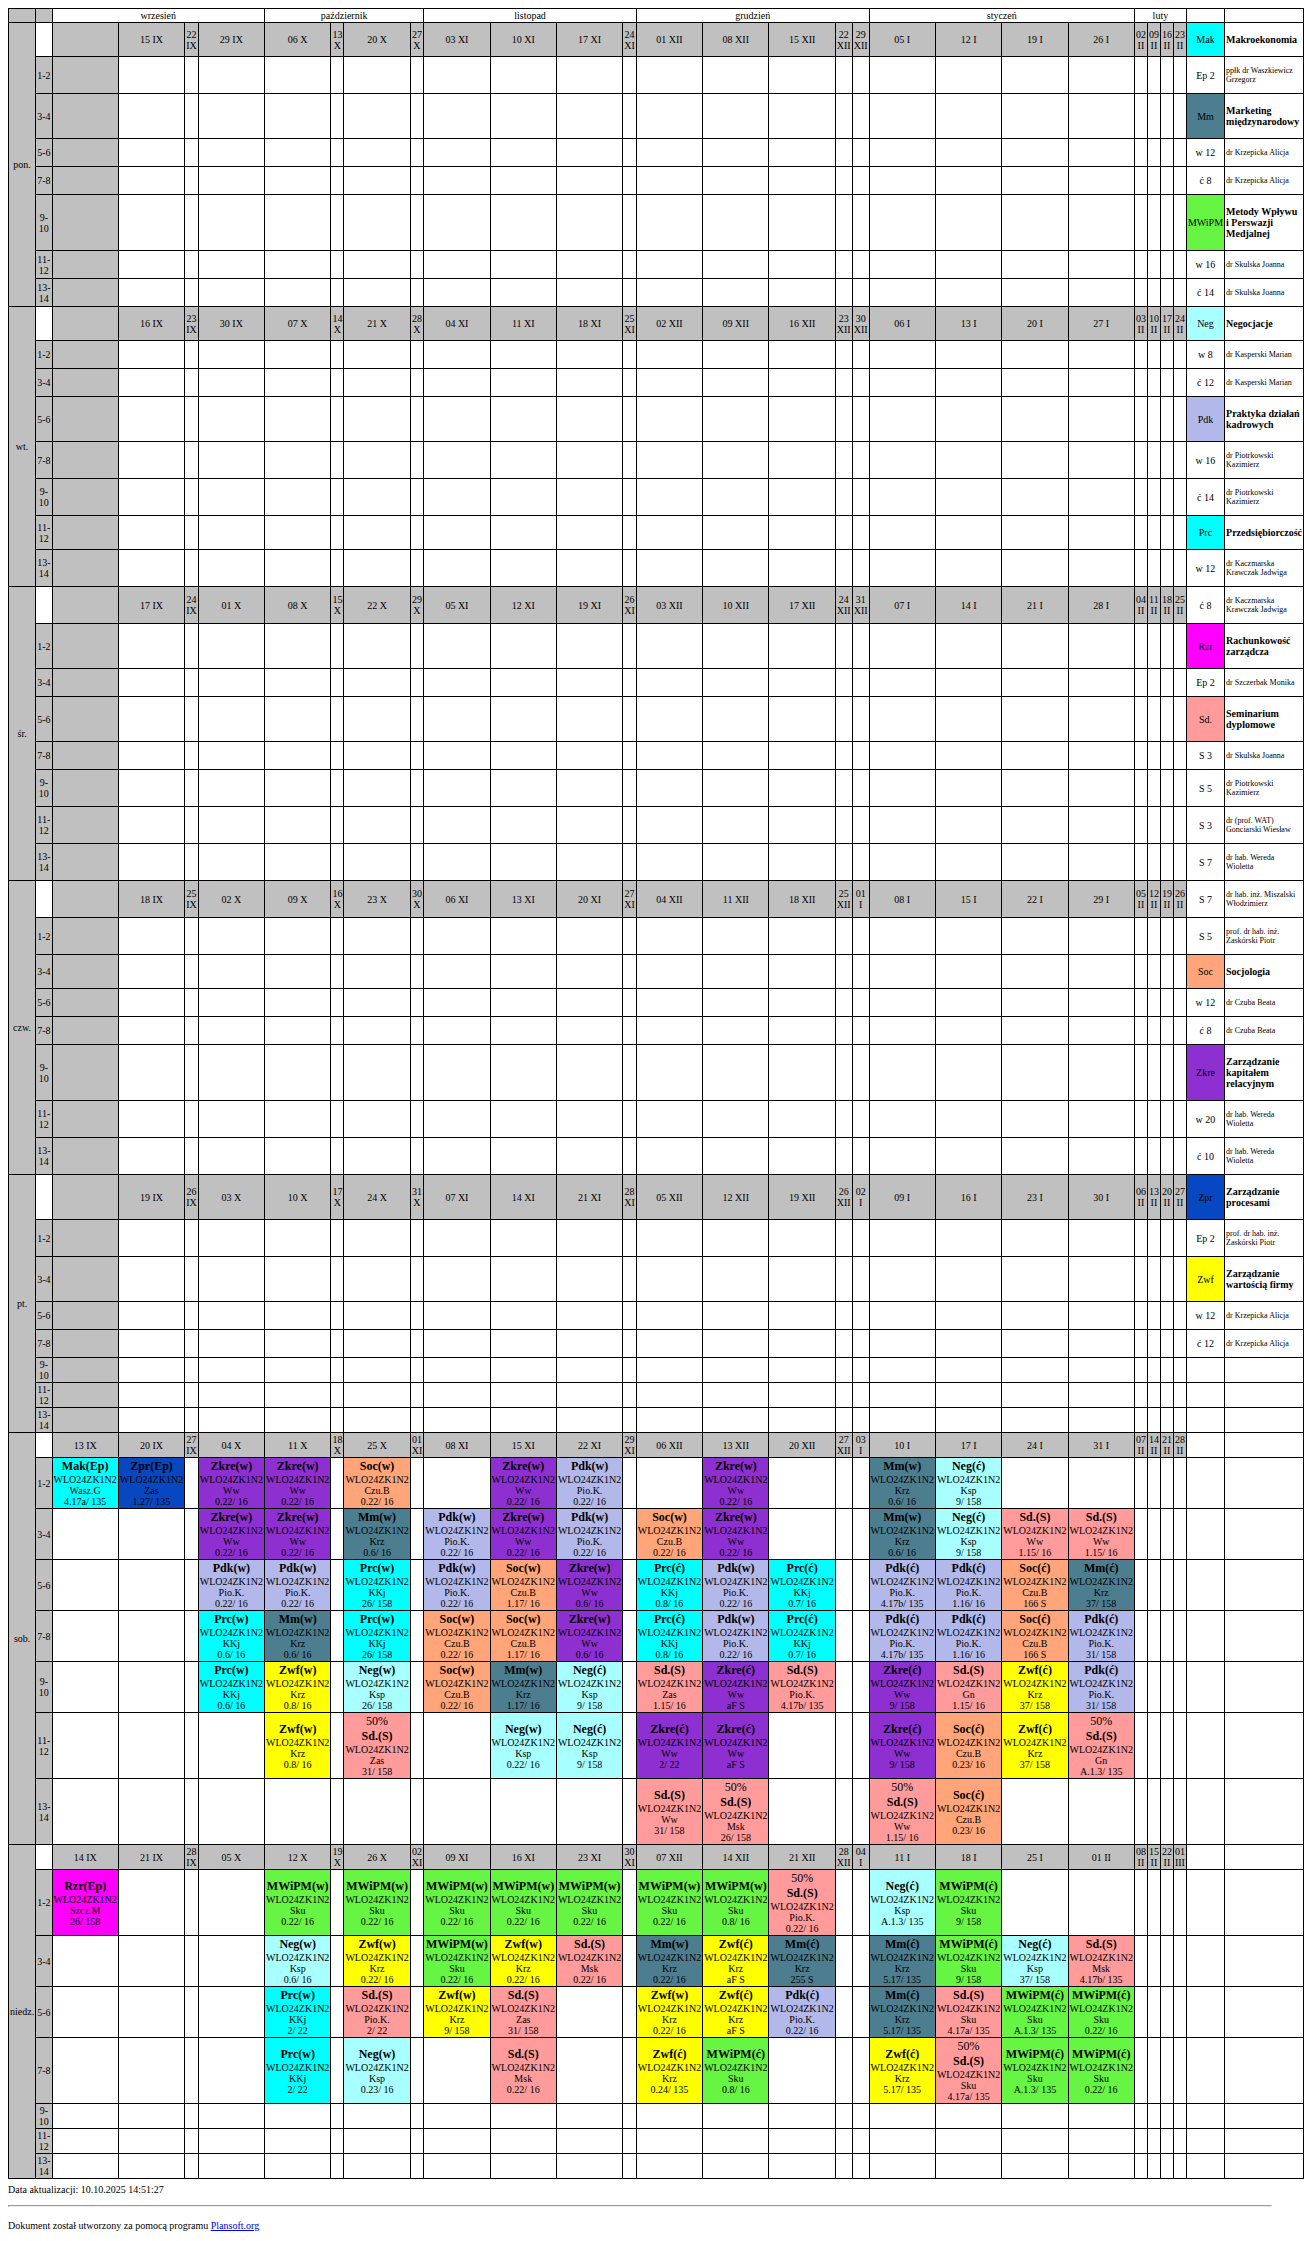 wrzesień październik listopad grudzień styczeń luty
pon. 15 IX 22 IX 29 IX 06 X 13 X 20 X 27 X 03 XI 10 XI 17 XI 24 XI 01 XII 08 XII 15 XII 22 XII 29 XII 05 I 12 I 19 I 26 I 02 II 09 II 16 II 23 II Mak Makroekonomia
1-2 Ep 2 ppłk dr Waszkiewicz Grzegorz
3-4 Mm Marketing międzynarodowy
5-6 w 12 dr Krzepicka Alicja
7-8 ć 8 dr Krzepicka Alicja
9-10 MWiPM Metody Wpływu i Perswazji Medjalnej
11-12 w 16 dr Skulska Joanna
13-14 ć 14 dr Skulska Joanna
wt. 16 IX 23 IX 30 IX 07 X 14 X 21 X 28 X 04 XI 11 XI 18 XI 25 XI 02 XII 09 XII 16 XII 23 XII 30 XII 06 I 13 I 20 I 27 I 03 II 10 II 17 II 24 II Neg Negocjacje
1-2 w 8 dr Kasperski Marian
3-4 ć 12 dr Kasperski Marian
5-6 Pdk Praktyka działań kadrowych
7-8 w 16 dr Piotrkowski Kazimierz
9-10 ć 14 dr Piotrkowski Kazimierz
11-12 Prc Przedsiębiorczość
13-14 w 12 dr Kaczmarska Krawczak Jadwiga
śr. 17 IX 24 IX 01 X 08 X 15 X 22 X 29 X 05 XI 12 XI 19 XI 26 XI 03 XII 10 XII 17 XII 24 XII 31 XII 07 I 14 I 21 I 28 I 04 II 11 II 18 II 25 II ć 8 dr Kaczmarska Krawczak Jadwiga
1-2 Rzr Rachunkowość zarządcza
3-4 Ep 2 dr Szczerbak Monika
5-6 Sd. Seminarium dyplomowe
7-8 S 3 dr Skulska Joanna
9-10 S 5 dr Piotrkowski Kazimierz
11-12 S 3 dr (prof. WAT) Gonciarski Wiesław
13-14 S 7 dr hab. Wereda Wioletta
czw. 18 IX 25 IX 02 X 09 X 16 X 23 X 30 X 06 XI 13 XI 20 XI 27 XI 04 XII 11 XII 18 XII 25 XII 01 I 08 I 15 I 22 I 29 I 05 II 12 II 19 II 26 II S 7 dr hab. inż. Miszalski Włodzimierz
1-2 S 5 prof. dr hab. inż. Zaskórski Piotr
3-4 Soc Socjologia
5-6 w 12 dr Czuba Beata
7-8 ć 8 dr Czuba Beata
9-10 Zkre Zarządzanie kapitałem relacyjnym
11-12 w 20 dr hab. Wereda Wioletta
13-14 ć 10 dr hab. Wereda Wioletta
pt. 19 IX 26 IX 03 X 10 X 17 X 24 X 31 X 07 XI 14 XI 21 XI 28 XI 05 XII 12 XII 19 XII 26 XII 02 I 09 I 16 I 23 I 30 I 06 II 13 II 20 II 27 II Zpr Zarządzanie procesami
1-2 Ep 2 prof. dr hab. inż. Zaskórski Piotr
3-4 Zwf Zarządzanie wartością firmy
5-6 w 12 dr Krzepicka Alicja
7-8 ć 12 dr Krzepicka Alicja
9-10
11-12
13-14
sob. 13 IX 20 IX 27 IX 04 X 11 X 18 X 25 X 01 XI 08 XI 15 XI 22 XI 29 XI 06 XII 13 XII 20 XII 27 XII 03 I 10 I 17 I 24 I 31 I 07 II 14 II 21 II 28 II
1-2 Mak(Ep) Zpr(Ep) Zkre(w) Zkre(w) Soc(w) Zkre(w) Pdk(w) Zkre(w) Mm(w) Neg(ć)
WLO24ZK1N2 WLO24ZK1N2 WLO24ZK1N2 WLO24ZK1N2 WLO24ZK1N2 WLO24ZK1N2 WLO24ZK1N2 WLO24ZK1N2 WLO24ZK1N2 WLO24ZK1N2
Wasz.G Zas Ww Ww Czu.B Ww Pio.K. Ww Krz Ksp
4.17a/ 135 1.27/ 135 0.22/ 16 0.22/ 16 0.22/ 16 0.22/ 16 0.22/ 16 0.22/ 16 0.6/ 16 9/ 158
3-4 Zkre(w) Zkre(w) Mm(w) Pdk(w) Zkre(w) Pdk(w) Soc(w) Zkre(w) Mm(w) Neg(ć) Sd.(S) Sd.(S)
WLO24ZK1N2 WLO24ZK1N2 WLO24ZK1N2 WLO24ZK1N2 WLO24ZK1N2 WLO24ZK1N2 WLO24ZK1N2 WLO24ZK1N2 WLO24ZK1N2 WLO24ZK1N2 WLO24ZK1N2 WLO24ZK1N2
Ww Ww Krz Pio.K. Ww Pio.K. Czu.B Ww Krz Ksp Ww Ww
0.22/ 16 0.22/ 16 0.6/ 16 0.22/ 16 0.22/ 16 0.22/ 16 0.22/ 16 0.22/ 16 0.6/ 16 9/ 158 1.15/ 16 1.15/ 16
5-6 Pdk(w) Pdk(w) Prc(w) Pdk(w) Soc(w) Zkre(w) Prc(ć) Pdk(w) Prc(ć) Pdk(ć) Pdk(ć) Soc(ć) Mm(ć)
WLO24ZK1N2 WLO24ZK1N2 WLO24ZK1N2 WLO24ZK1N2 WLO24ZK1N2 WLO24ZK1N2 WLO24ZK1N2 WLO24ZK1N2 WLO24ZK1N2 WLO24ZK1N2 WLO24ZK1N2 WLO24ZK1N2 WLO24ZK1N2
Pio.K. Pio.K. KKj Pio.K. Czu.B Ww KKj Pio.K. KKj Pio.K. Pio.K. Czu.B Krz
0.22/ 16 0.22/ 16 26/ 158 0.22/ 16 1.17/ 16 0.6/ 16 0.8/ 16 0.22/ 16 0.7/ 16 4.17b/ 135 1.16/ 16 166 S 37/ 158
7-8 Prc(w) Mm(w) Prc(w) Soc(w) Soc(w) Zkre(w) Prc(ć) Pdk(w) Prc(ć) Pdk(ć) Pdk(ć) Soc(ć) Pdk(ć)
WLO24ZK1N2 WLO24ZK1N2 WLO24ZK1N2 WLO24ZK1N2 WLO24ZK1N2 WLO24ZK1N2 WLO24ZK1N2 WLO24ZK1N2 WLO24ZK1N2 WLO24ZK1N2 WLO24ZK1N2 WLO24ZK1N2 WLO24ZK1N2
KKj Krz KKj Czu.B Czu.B Ww KKj Pio.K. KKj Pio.K. Pio.K. Czu.B Pio.K.
0.6/ 16 0.6/ 16 26/ 158 0.22/ 16 1.17/ 16 0.6/ 16 0.8/ 16 0.22/ 16 0.7/ 16 4.17b/ 135 1.16/ 16 166 S 31/ 158
9-10 Prc(w) Zwf(w) Neg(w) Soc(w) Mm(w) Neg(ć) Sd.(S) Zkre(ć) Sd.(S) Zkre(ć) Sd.(S) Zwf(ć) Pdk(ć)
WLO24ZK1N2 WLO24ZK1N2 WLO24ZK1N2 WLO24ZK1N2 WLO24ZK1N2 WLO24ZK1N2 WLO24ZK1N2 WLO24ZK1N2 WLO24ZK1N2 WLO24ZK1N2 WLO24ZK1N2 WLO24ZK1N2 WLO24ZK1N2
KKj Krz Ksp Czu.B Krz Ksp Zas Ww Pio.K. Ww Gn Krz Pio.K.
0.6/ 16 0.8/ 16 26/ 158 0.22/ 16 1.17/ 16 9/ 158 1.15/ 16 aF S 4.17b/ 135 9/ 158 1.15/ 16 37/ 158 31/ 158
11-12 Zwf(w) 50% Sd.(S) Neg(w) Neg(ć) Zkre(ć) Zkre(ć) Zkre(ć) Soc(ć) Zwf(ć) 50% Sd.(S)
WLO24ZK1N2 WLO24ZK1N2 WLO24ZK1N2 WLO24ZK1N2 WLO24ZK1N2 WLO24ZK1N2 WLO24ZK1N2 WLO24ZK1N2 WLO24ZK1N2 WLO24ZK1N2
Krz Zas Ksp Ksp Ww Ww Ww Czu.B Krz Gn
0.8/ 16 31/ 158 0.22/ 16 9/ 158 2/ 22 aF S 9/ 158 0.23/ 16 37/ 158 A.1.3/ 135
13-14 Sd.(S) 50% Sd.(S) 50% Sd.(S) Soc(ć)
WLO24ZK1N2 WLO24ZK1N2 WLO24ZK1N2 WLO24ZK1N2
Ww Msk Ww Czu.B
31/ 158 26/ 158 1.15/ 16 0.23/ 16
niedz. 14 IX 21 IX 28 IX 05 X 12 X 19 X 26 X 02 XI 09 XI 16 XI 23 XI 30 XI 07 XII 14 XII 21 XII 28 XII 04 I 11 I 18 I 25 I 01 II 08 II 15 II 22 II 01 III
1-2 Rzr(Ep) MWiPM(w) MWiPM(w) MWiPM(w) MWiPM(w) MWiPM(w) MWiPM(w) MWiPM(w) 50% Sd.(S) Neg(ć) MWiPM(ć)
WLO24ZK1N2 WLO24ZK1N2 WLO24ZK1N2 WLO24ZK1N2 WLO24ZK1N2 WLO24ZK1N2 WLO24ZK1N2 WLO24ZK1N2 WLO24ZK1N2 WLO24ZK1N2 WLO24ZK1N2
Szcz.M Sku Sku Sku Sku Sku Sku Sku Pio.K. Ksp Sku
26/ 158 0.22/ 16 0.22/ 16 0.22/ 16 0.22/ 16 0.22/ 16 0.22/ 16 0.8/ 16 0.22/ 16 A.1.3/ 135 9/ 158
3-4 Neg(w) Zwf(w) MWiPM(w) Zwf(w) Sd.(S) Mm(w) Zwf(ć) Mm(ć) Mm(ć) MWiPM(ć) Neg(ć) Sd.(S)
WLO24ZK1N2 WLO24ZK1N2 WLO24ZK1N2 WLO24ZK1N2 WLO24ZK1N2 WLO24ZK1N2 WLO24ZK1N2 WLO24ZK1N2 WLO24ZK1N2 WLO24ZK1N2 WLO24ZK1N2 WLO24ZK1N2
Ksp Krz Sku Krz Msk Krz Krz Krz Krz Sku Ksp Msk
0.6/ 16 0.22/ 16 0.22/ 16 0.22/ 16 0.22/ 16 0.22/ 16 aF S 255 S 5.17/ 135 9/ 158 37/ 158 4.17b/ 135
5-6 Prc(w) Sd.(S) Zwf(w) Sd.(S) Zwf(w) Zwf(ć) Pdk(ć) Mm(ć) Sd.(S) MWiPM(ć) MWiPM(ć)
WLO24ZK1N2 WLO24ZK1N2 WLO24ZK1N2 WLO24ZK1N2 WLO24ZK1N2 WLO24ZK1N2 WLO24ZK1N2 WLO24ZK1N2 WLO24ZK1N2 WLO24ZK1N2 WLO24ZK1N2
KKj Pio.K. Krz Zas Krz Krz Pio.K. Krz Sku Sku Sku
2/ 22 2/ 22 9/ 158 31/ 158 0.22/ 16 aF S 0.22/ 16 5.17/ 135 4.17a/ 135 A.1.3/ 135 0.22/ 16
7-8 Prc(w) Neg(w) Sd.(S) Zwf(ć) MWiPM(ć) Zwf(ć) 50% Sd.(S) MWiPM(ć) MWiPM(ć)
WLO24ZK1N2 WLO24ZK1N2 WLO24ZK1N2 WLO24ZK1N2 WLO24ZK1N2 WLO24ZK1N2 WLO24ZK1N2 WLO24ZK1N2 WLO24ZK1N2
KKj Ksp Msk Krz Sku Krz Sku Sku Sku
2/ 22 0.23/ 16 0.22/ 16 0.24/ 135 0.8/ 16 5.17/ 135 4.17a/ 135 A.1.3/ 135 0.22/ 16
9-10
11-12
13-14
Data aktualizacji: 10.10.2025 14:51:27
Dokument został utworzony za pomocą programu Plansoft.org